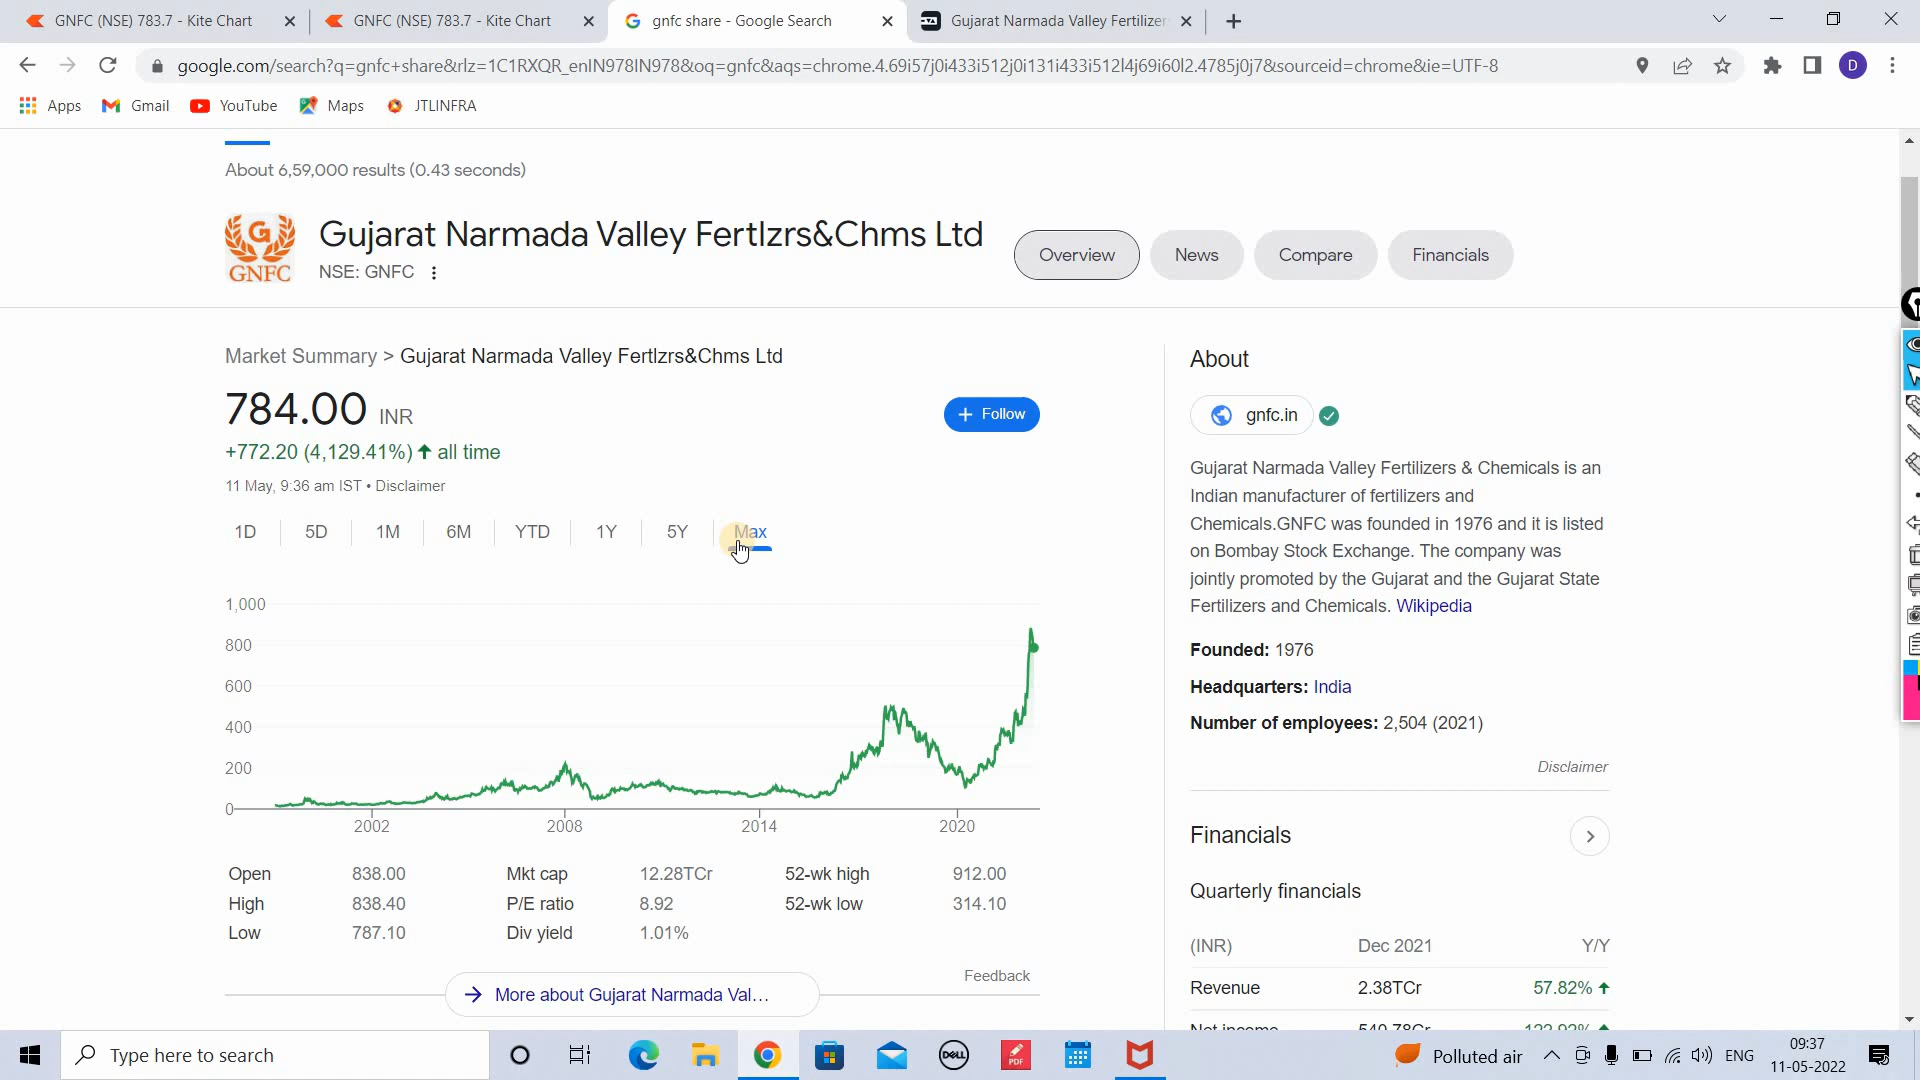 GNFC (NSE) 783.7 - Kite Chart
GNFC (NSE) 783.7 - Kite Chart
gnfc share - Google Search
Gujarat Narmada Valley Fertilizer
google.com/search?q=gnfc+share&rlz=1C1RXQR_enIN978IN978&oq=gnfc&aqs=chrome.4.69i57j0i433i512j0i131i433i512l4j69i60l2.4785j0j7&sourceid=chrome&ie=UTF-8
D
Apps
Gmail
YouTube
Maps
JTLINFRA
About 6,59,000 results (0.43 seconds)
G
GNFC
Gujarat Narmada Valley Fertlzrs&Chms Ltd
NSE: GNFC
Overview
News
Compare
Financials
Market Summary > Gujarat Narmada Valley Fertlzrs&Chms Ltd
784.00 INR
+ Follow
+772.20 (4,129.41%) all time
11 May, 9:36 am IST • Disclaimer
1D
5D
1M
6M
YTD
1Y
5Y
Max
1,000
800
600
400
200
0
2002
2008
2014
2020
Open 838.00 Mkt cap 12.28TCr 52-wk high 912.00
High 838.40 P/E ratio 8.92 52-wk low 314.10
Low 787.10 Div yield 1.01%
Feedback
More about Gujarat Narmada Val...
About
gnfc.in
Gujarat Narmada Valley Fertilizers & Chemicals is an
Indian manufacturer of fertilizers and
Chemicals.GNFC was founded in 1976 and it is listed
on Bombay Stock Exchange. The company was
jointly promoted by the Gujarat and the Gujarat State
Fertilizers and Chemicals. Wikipedia
Founded: 1976
Headquarters: India
Number of employees: 2,504 (2021)
Disclaimer
Financials
Quarterly financials
(INR) Dec 2021 Y/Y
Revenue 2.38TCr 57.82%
Net income 540.78Cr
Type here to search
DELL
PDF
Polluted air
ENG
09:37
11-05-2022